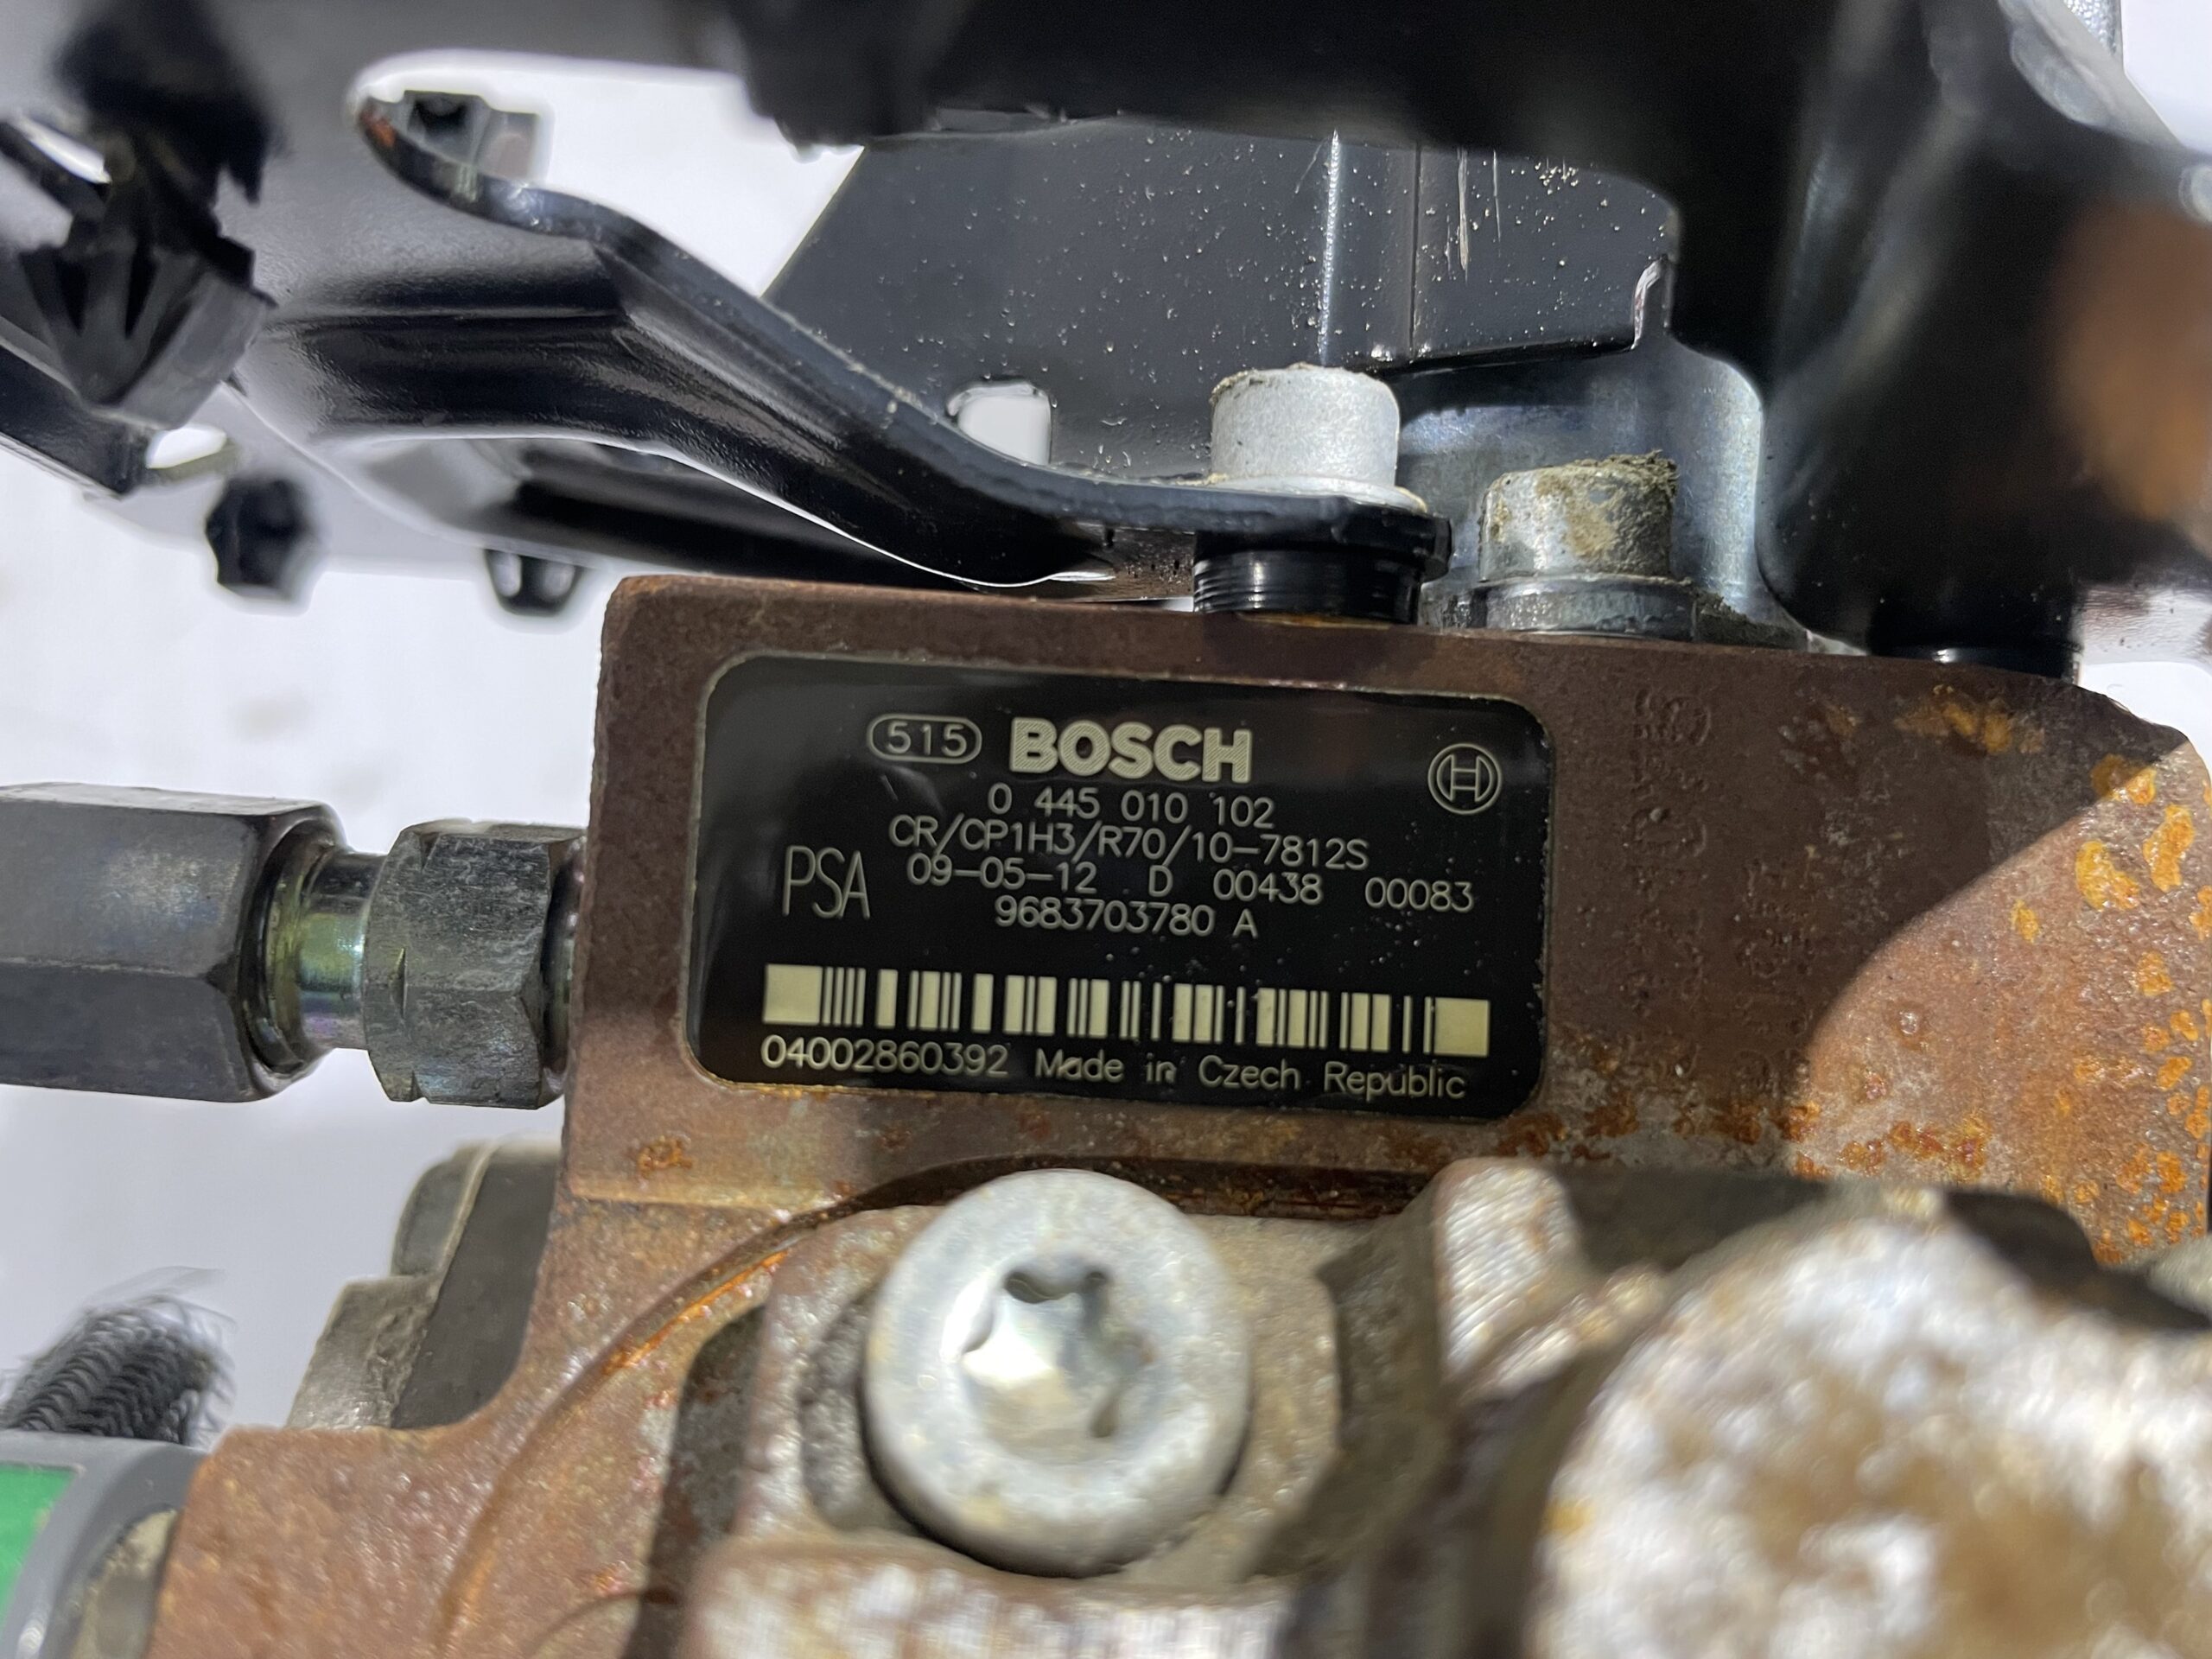 515 BOSCH
0 445 010 102
CR/CP1H3/R70/10-7812S
PSA 09-05-12 D 00438 00083
9683703780 A
04002860392 Made in Czech Republic